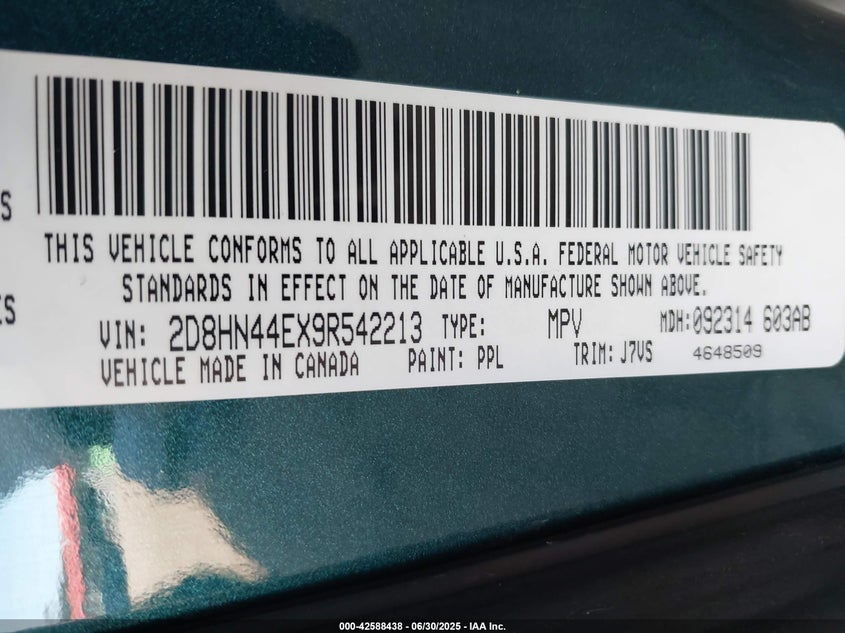 S
THIS VEHICLE CONFORMS TO ALL APPLICABLE U.S.A. FEDERAL MOTOR VEHICLE SAFETY
STANDARDS IN EFFECT ON THE DATE OF MANUFACTURE SHOWN ABOVE.
ES
VIN: 2D8HN44EX9R542213 TYPE: MPV MDH:092314 603AB
VEHICLE MADE IN CANADA PAINT: PPL TRIM: J7VS 4648509
000-42588438 - 06/30/2025 - IAA Inc.